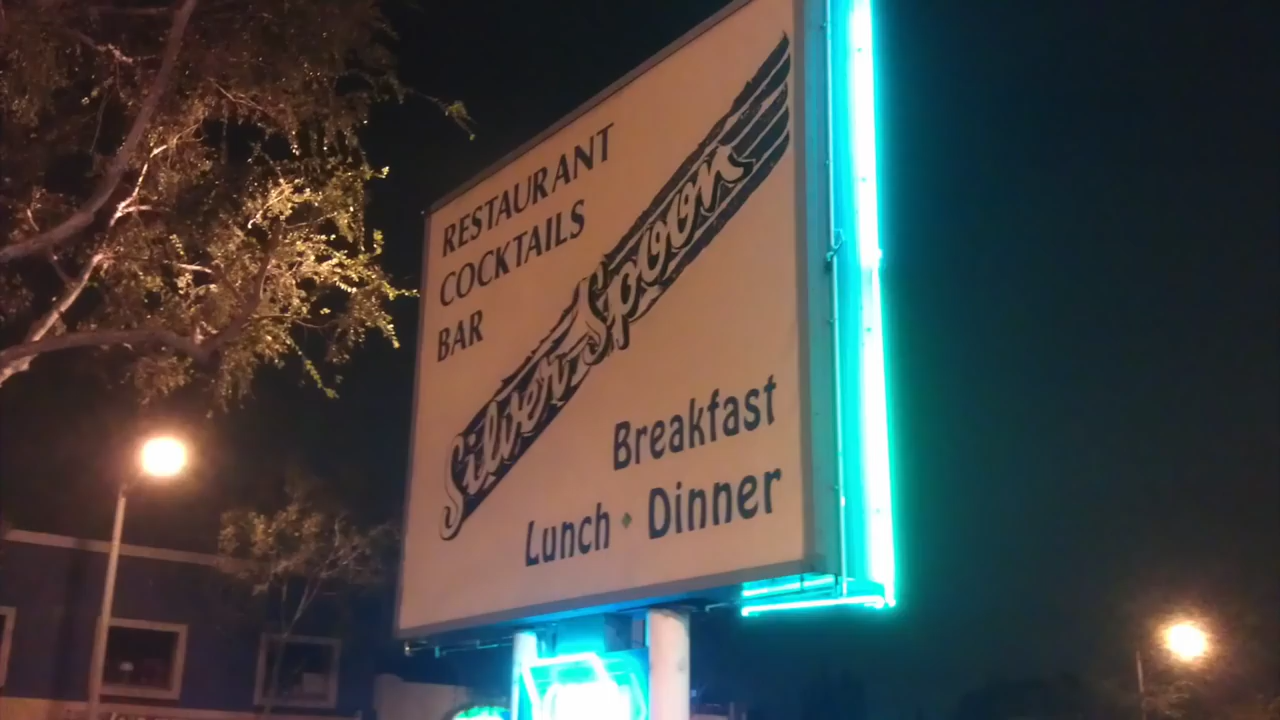 RESTAURANT
COCKTAILS
BAR
Silver Spoon
Breakfast
Lunch · Dinner